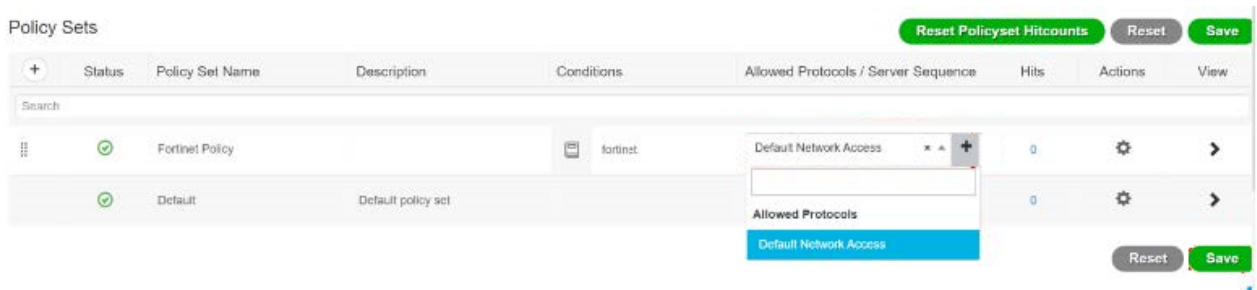 Policy Sets
Reset Policyset Hitcounts Reset Save
+ Status Policy Set Name Description Conditions Allowed Protocols / Server Sequence Hits Actions View
Search
Fortinet Policy fortinet Default Network Access × + 0
Allowed Protocols
Default Default policy set 0
Default Network Access
Reset Save